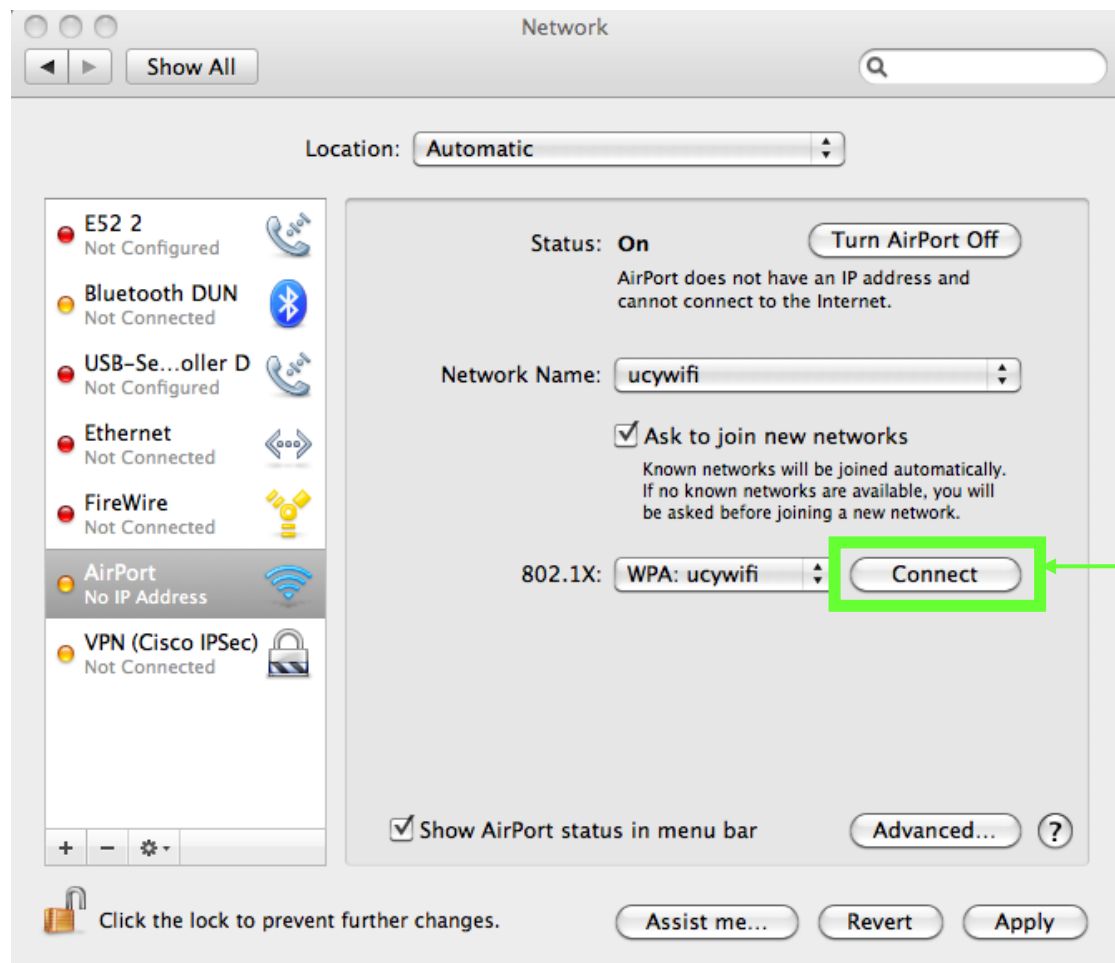 Network
Show All
Location: Automatic
E52 2
Not Configured
Bluetooth DUN
Not Connected
USB-Se...oller D
Not Configured
Ethernet
Not Connected
FireWire
Not Connected
AirPort
No IP Address
VPN (Cisco IPSec)
Not Connected
Status: On
Turn AirPort Off
AirPort does not have an IP address and
cannot connect to the Internet.
Network Name: ucywifi
Ask to join new networks
Known networks will be joined automatically.
If no known networks are available, you will
be asked before joining a new network.
802.1X: WPA: ucywifi Connect
Show AirPort status in menu bar
Advanced... ?
Click the lock to prevent further changes.
Assist me... Revert Apply